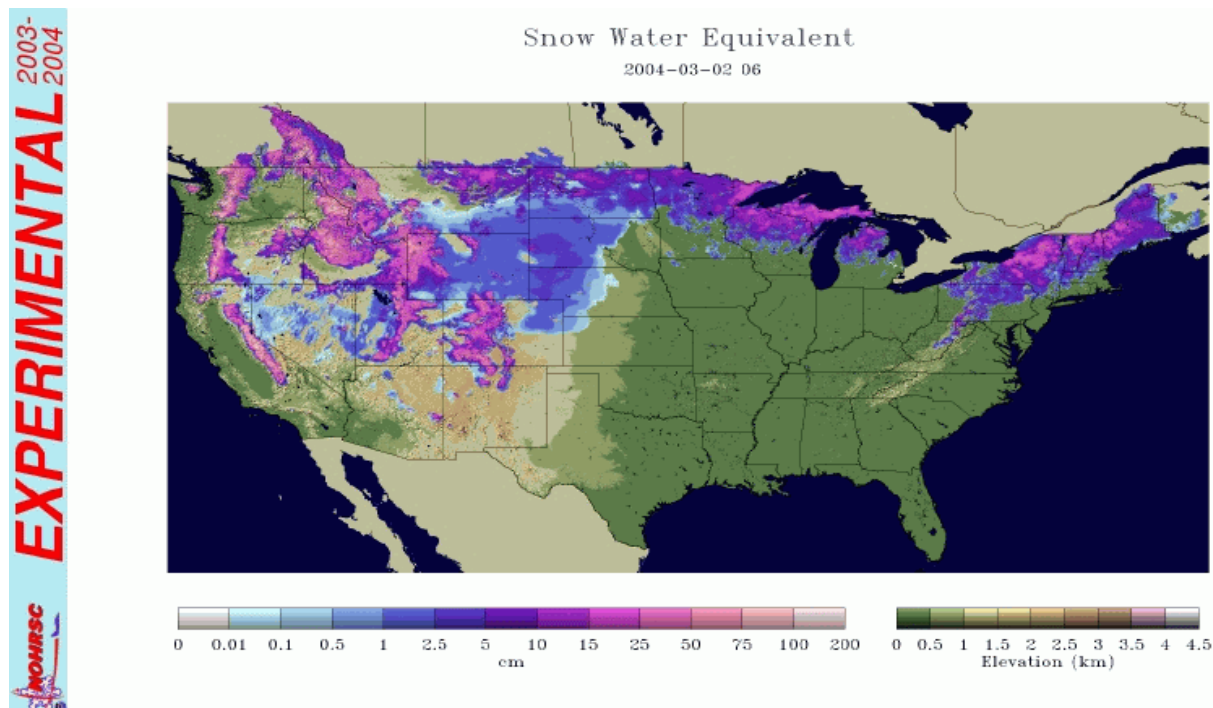 EXPERIMENTAL 2003-
2004
NOHRSC
Snow Water Equivalent
2004-03-02 06
0 0.01 0.1 0.5 1 2.5 5 10 15 25 50 75 100 200
cm
0 0.5 1 1.5 2 2.5 3 3.5 4 4.5
Elevation (km)